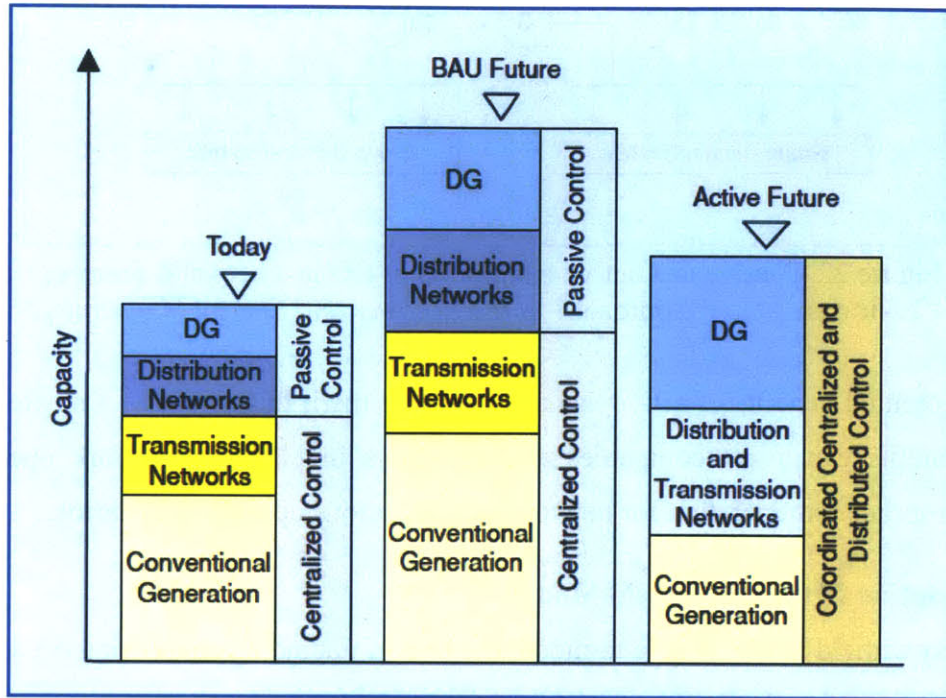 Capacity
Today
DG
Distribution
Networks
Transmission
Networks
Conventional
Generation
Passive
Control
Centralized Control
BAU Future
DG
Distribution
Networks
Transmission
Networks
Conventional
Generation
Passive Control
Centralized Control
Active Future
DG
Distribution
and
Transmission
Networks
Conventional
Generation
Coordinated Centralized and
Distributed Control